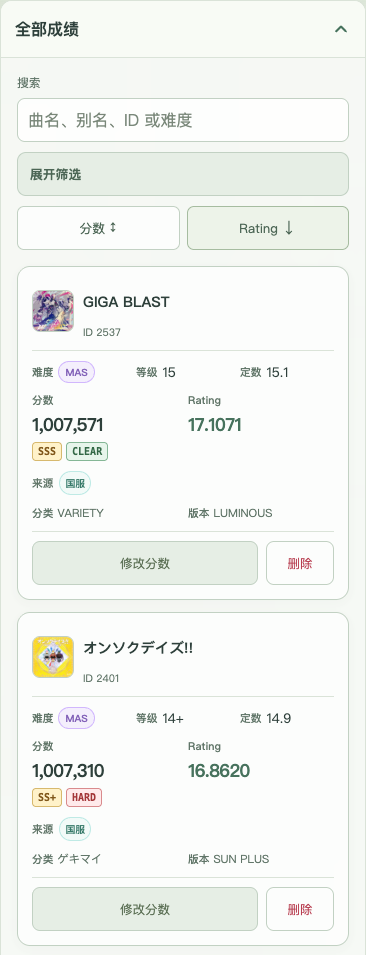 全部成绩
搜索
曲名、别名、ID 或难度
展开筛选
分数 ↕ Rating ↓
GIGA BLAST
ID 2537
难度 MAS 等级 15 定数 15.1
分数 Rating
1,007,571 17.1071
SSS CLEAR
来源 国服
分类 VARIETY 版本 LUMINOUS
修改分数 删除
オンソクデイズ!!
ID 2401
难度 MAS 等级 14+ 定数 14.9
分数 Rating
1,007,310 16.8620
SS+ HARD
来源 国服
分类 ゲキマイ 版本 SUN PLUS
修改分数 删除